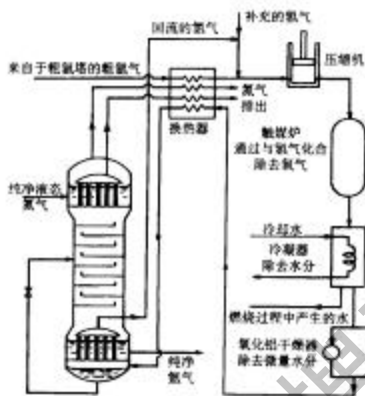 回流的氢气
补充的氢气
压缩机
来自于粗氩塔的粗氩气
氮气
排出
换热器
触媒炉
通过与氢气化合
除去氧气
纯净液态
氮气
冷却水
冷凝器
除去水分
燃烧过程中产生的水
氧化铝干燥器
除去微量水分
纯净
氩气